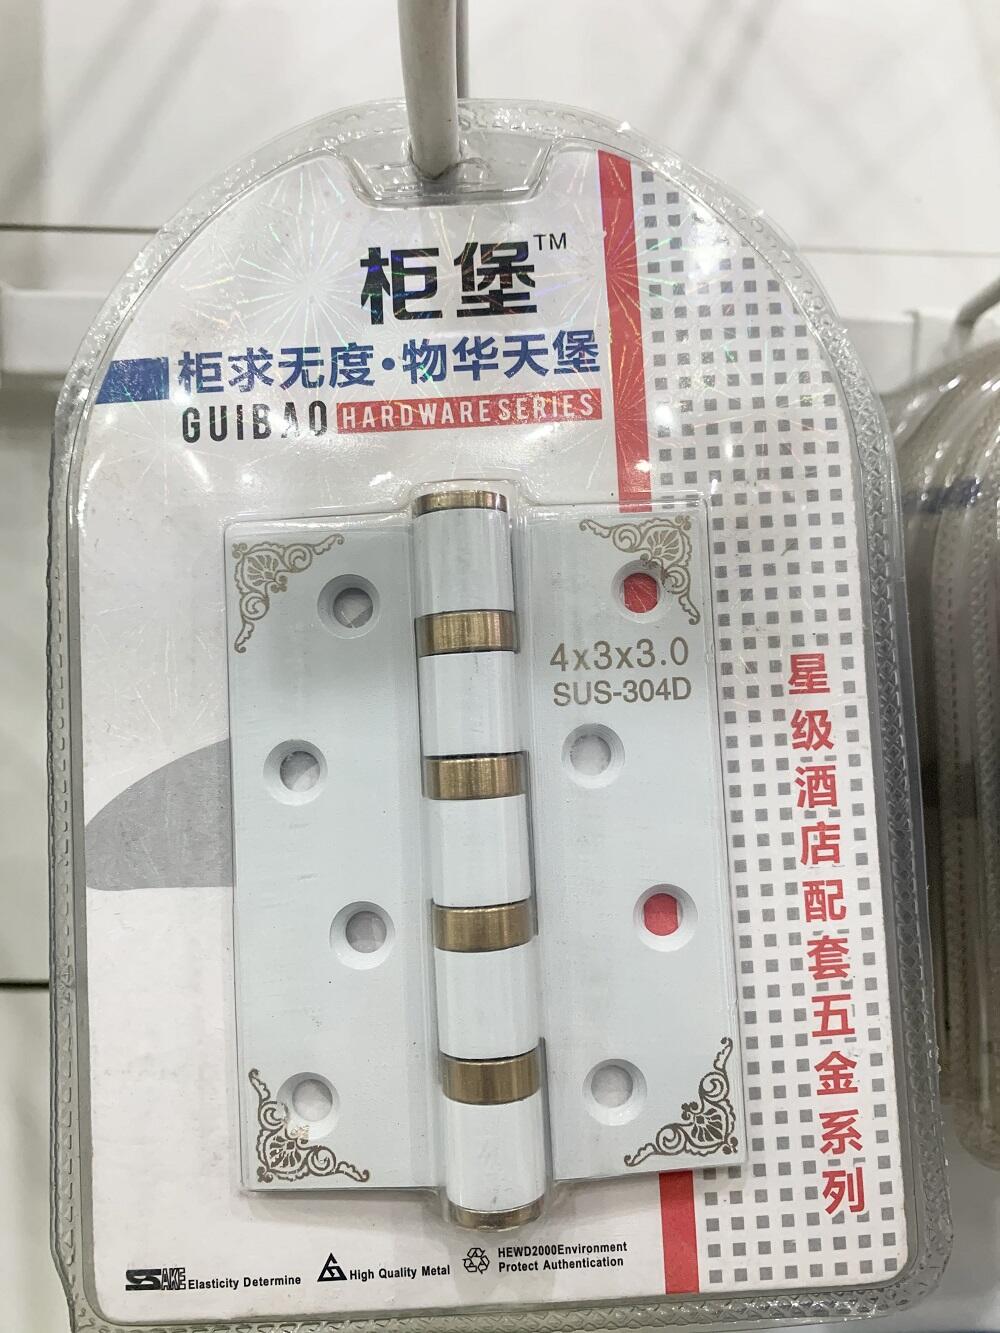 柜堡™
柜求无度·物华天堡
GUIBAO HARDWARE SERIES
4x3x3.0
SUS-304D
星级酒店配套五金系列
SAKE Elasticity Determine
High Quality Metal
HEWD2000Environment
Protect Authentication